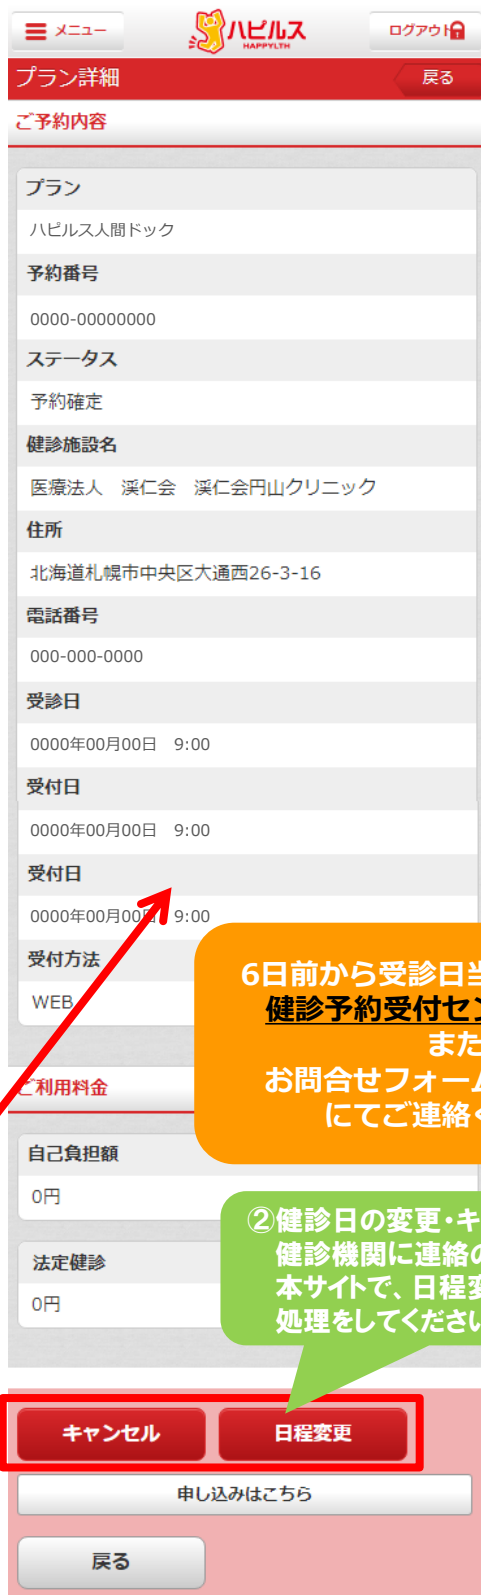 メニュー
ハピルス
HAPPYLTH
ログアウト
プラン詳細
戻る
ご予約内容
プラン
ハピルス人間ドック
予約番号
0000-00000000
ステータス
予約確定
健診施設名
医療法人 渓仁会 渓仁会円山クリニック
住所
北海道札幌市中央区大通西26-3-16
電話番号
000-000-0000
受診日
0000年00月00日 9:00
受付日
0000年00月00日 9:00
受付日
0000年00月00日 9:00
受付方法
WEB
6日前から受診日
健診予約受付セン
また
お問合せフォーム
にてご連絡
ご利用料金
自己負担額
0円
法定健診
0円
②健診日の変更・キ
健診機関に連絡の
本サイトで、日程変
処理をしてください
キャンセル
日程変更
申し込みはこちら
戻る